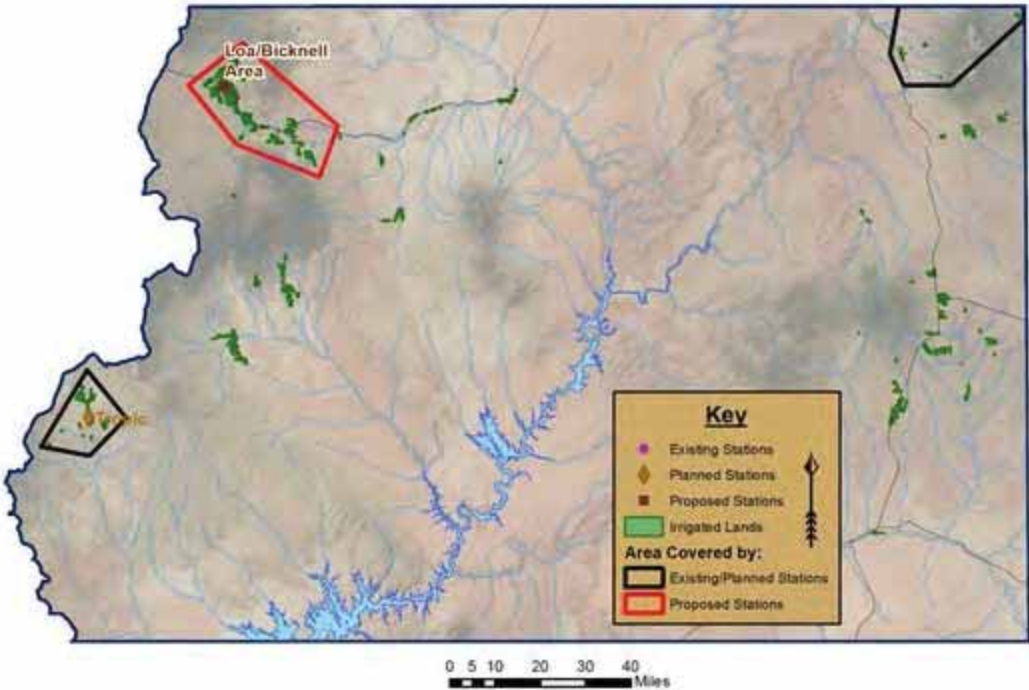 Loa/Bicknell
Area
Tropic
Key
Existing Stations
Planned Stations
Proposed Stations
Irrigated Lands
Area Covered by:
Existing/Planned Stations
Proposed Stations
0 5 10 20 30 40
Miles